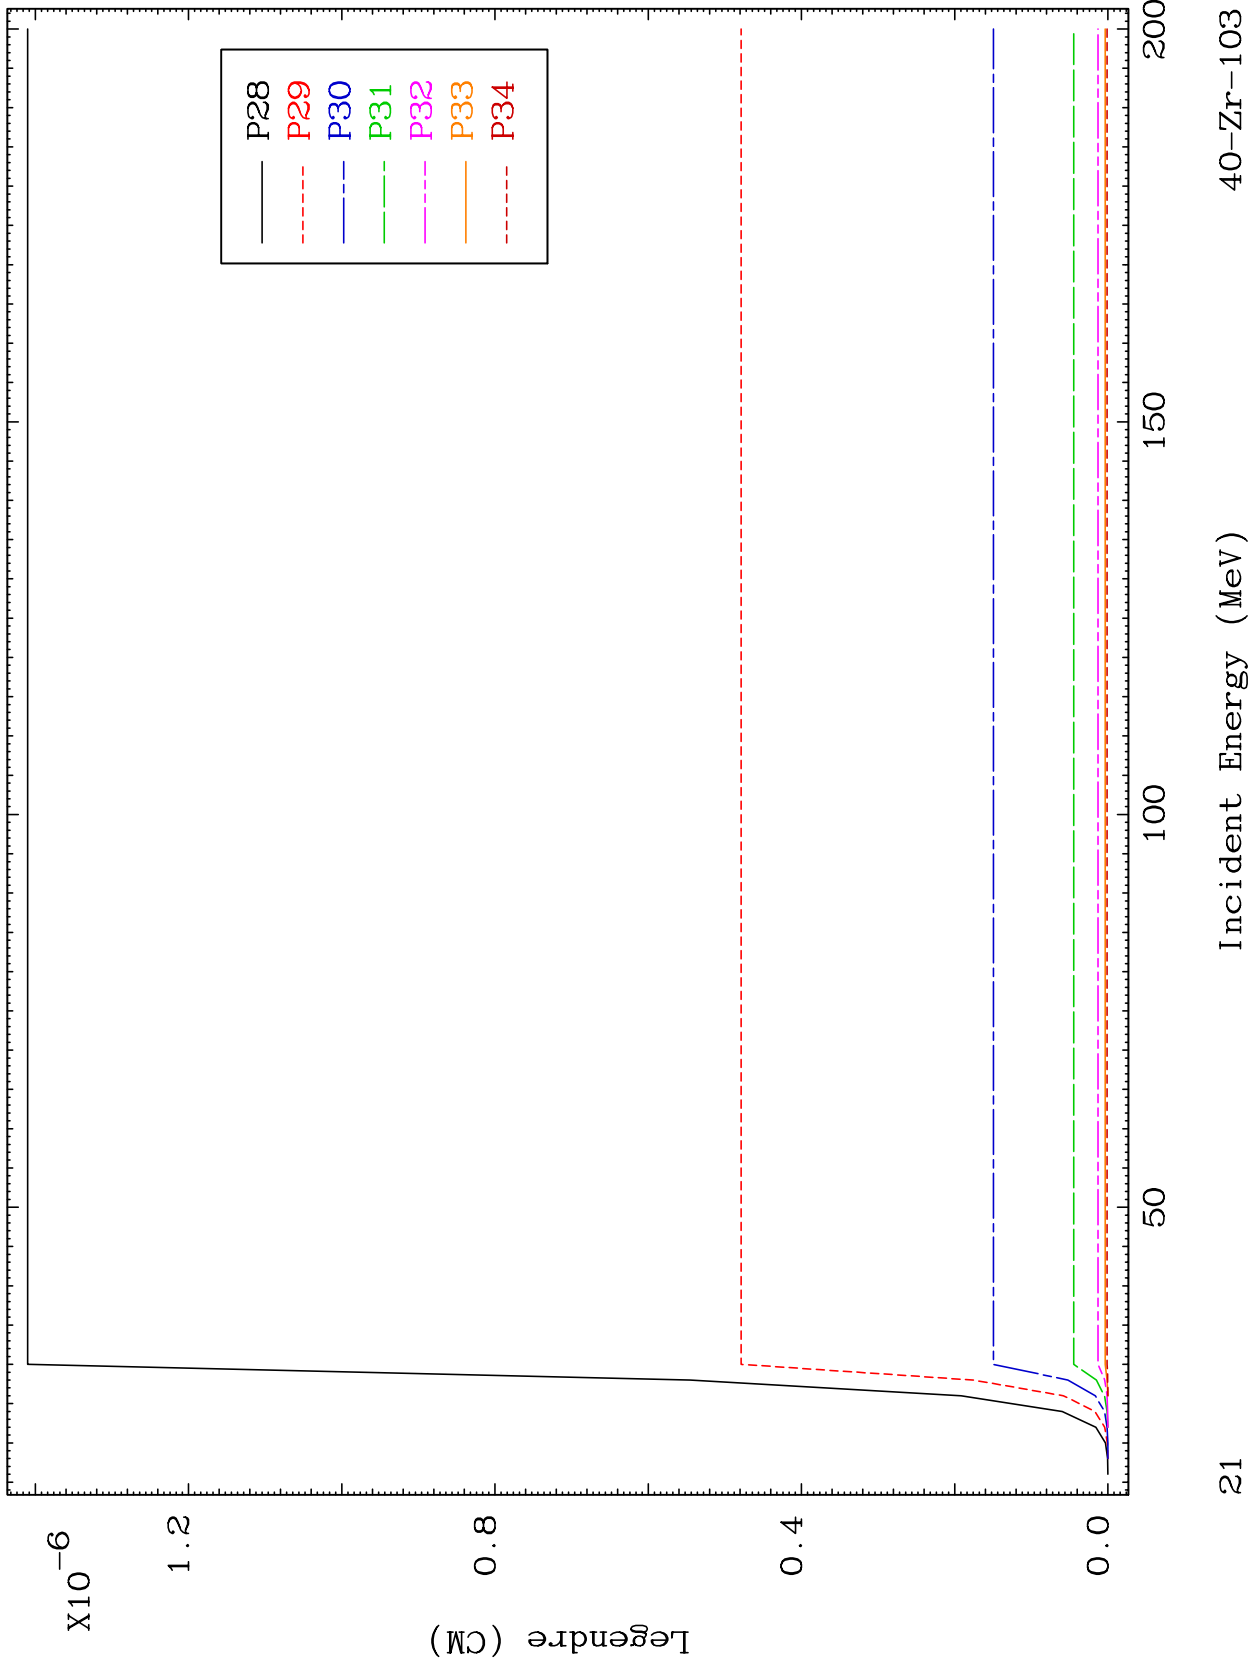 X10-6
1.2
0.8
0.4
0.0
Legendre (CM)
P28
P29
P30
P31
P32
P33
P34
50
100
150
200
Incident Energy (MeV)
21
40-Zr-103